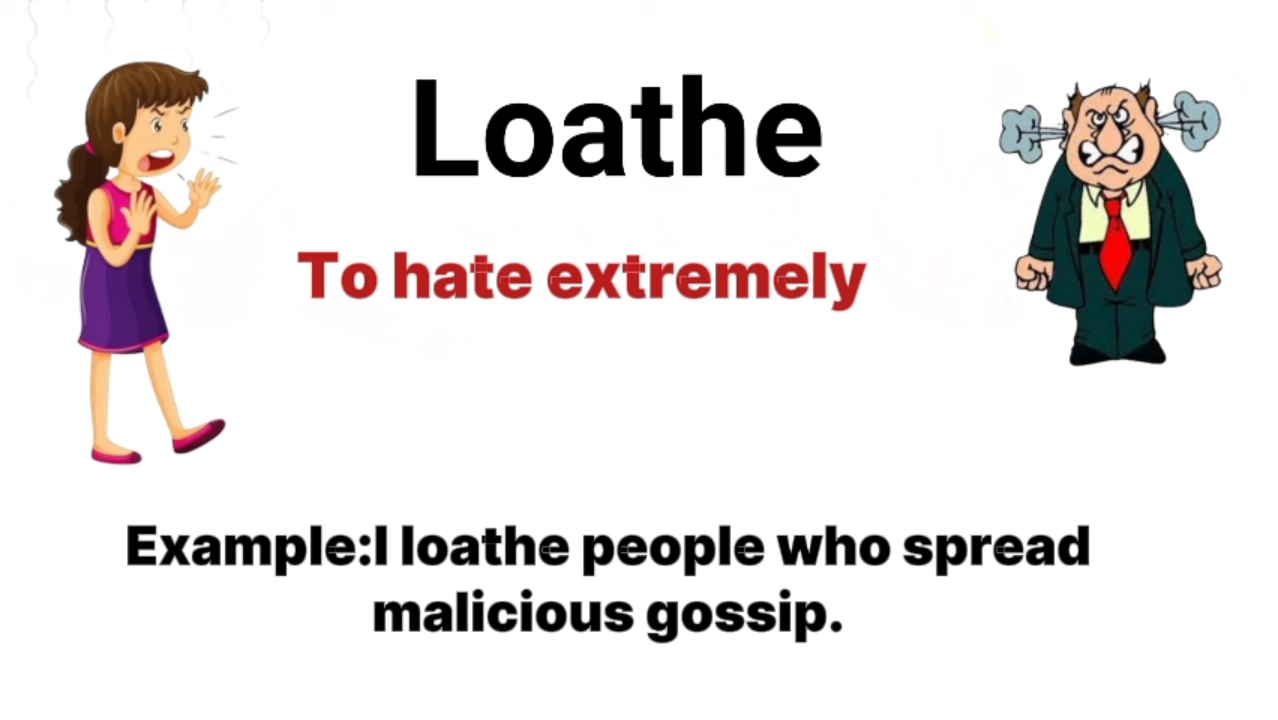 Loathe
To hate extremely
Example:I loathe people who spread
malicious gossip.